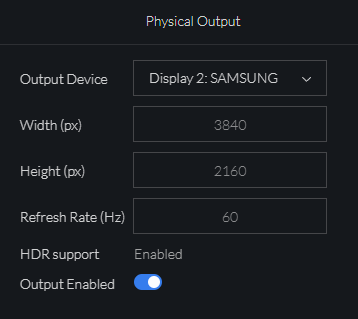 Physical Output
Output Device Display 2: SAMSUNG
Width (px) 3840
Height (px) 2160
Refresh Rate (Hz) 60
HDR support Enabled
Output Enabled